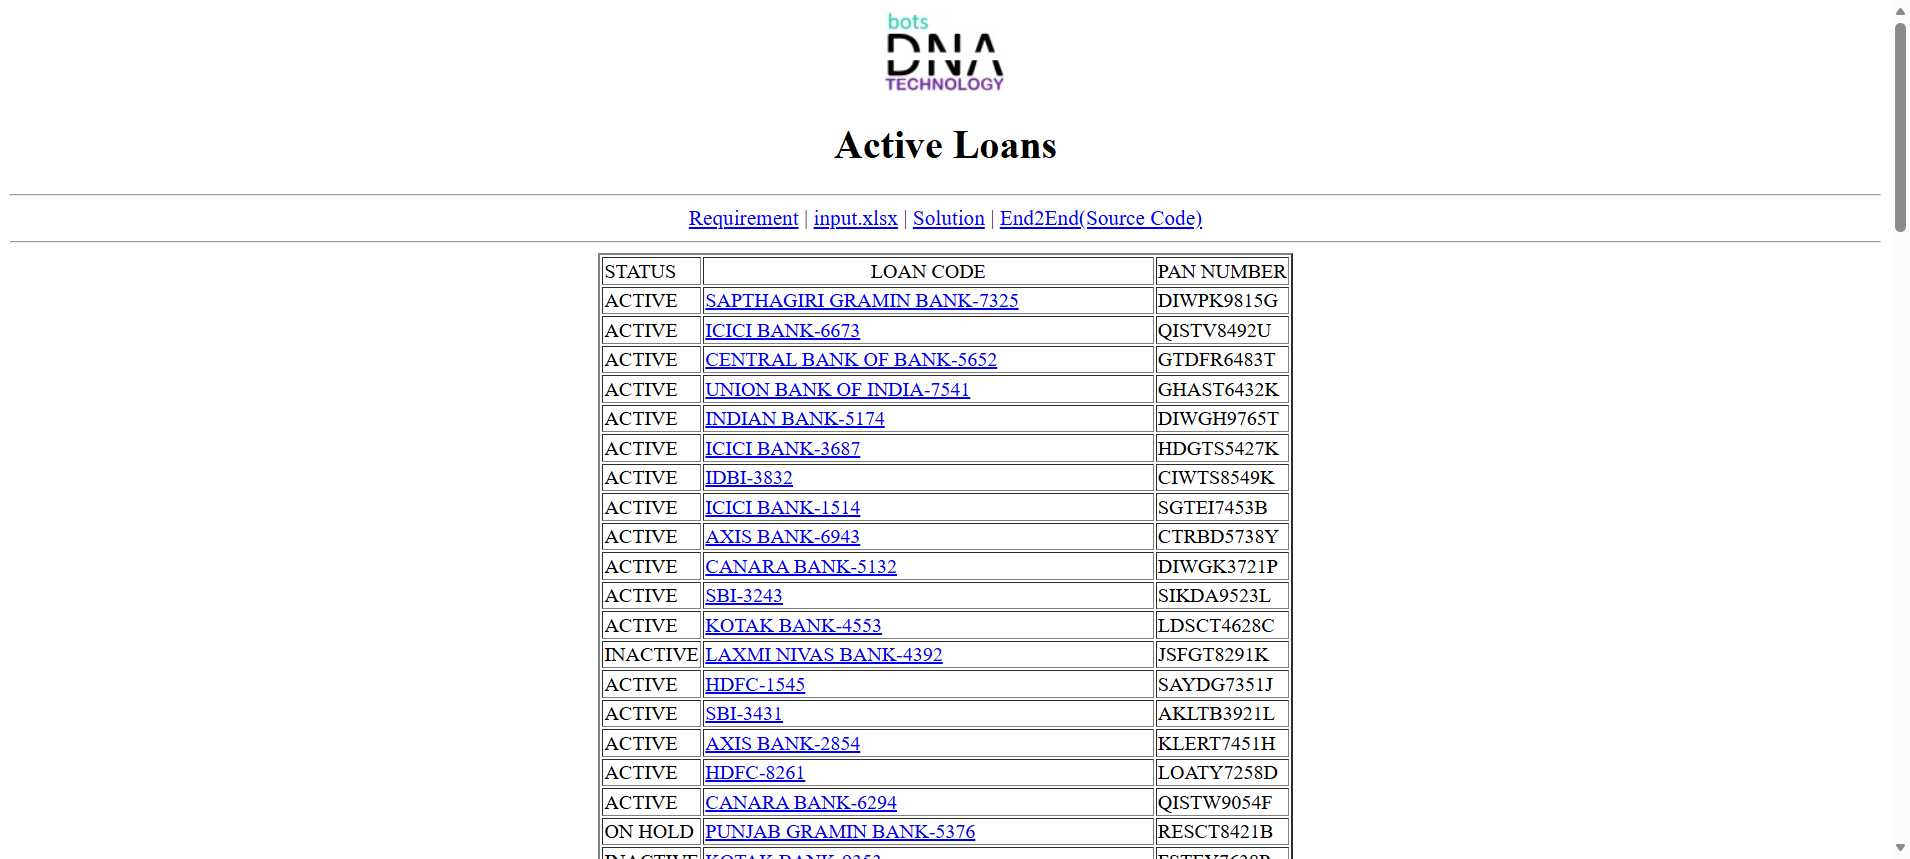 bots
DNA
TECHNOLOGY
Active Loans
Requirement | input.xlsx | Solution | End2End(Source Code)
STATUS LOAN CODE PAN NUMBER
ACTIVE SAPTHAGIRI GRAMIN BANK-7325 DIWPK9815G
ACTIVE ICICI BANK-6673 QISTV8492U
ACTIVE CENTRAL BANK OF BANK-5652 GTDFR6483T
ACTIVE UNION BANK OF INDIA-7541 GHAST6432K
ACTIVE INDIAN BANK-5174 DIWGH9765T
ACTIVE ICICI BANK-3687 HDGTS5427K
ACTIVE IDBI-3832 CIWTS8549K
ACTIVE ICICI BANK-1514 SGTEI7453B
ACTIVE AXIS BANK-6943 CTRBD5738Y
ACTIVE CANARA BANK-5132 DIWGK3721P
ACTIVE SBI-3243 SIKDA9523L
ACTIVE KOTAK BANK-4553 LDSCT4628C
INACTIVE LAXMI NIVAS BANK-4392 JSFGT8291K
ACTIVE HDFC-1545 SAYDG7351J
ACTIVE SBI-3431 AKLTB3921L
ACTIVE AXIS BANK-2854 KLERT7451H
ACTIVE HDFC-8261 LOATY7258D
ACTIVE CANARA BANK-6294 QISTW9054F
ON HOLD PUNJAB GRAMIN BANK-5376 RESCT8421B
INACTIVE KOTAK